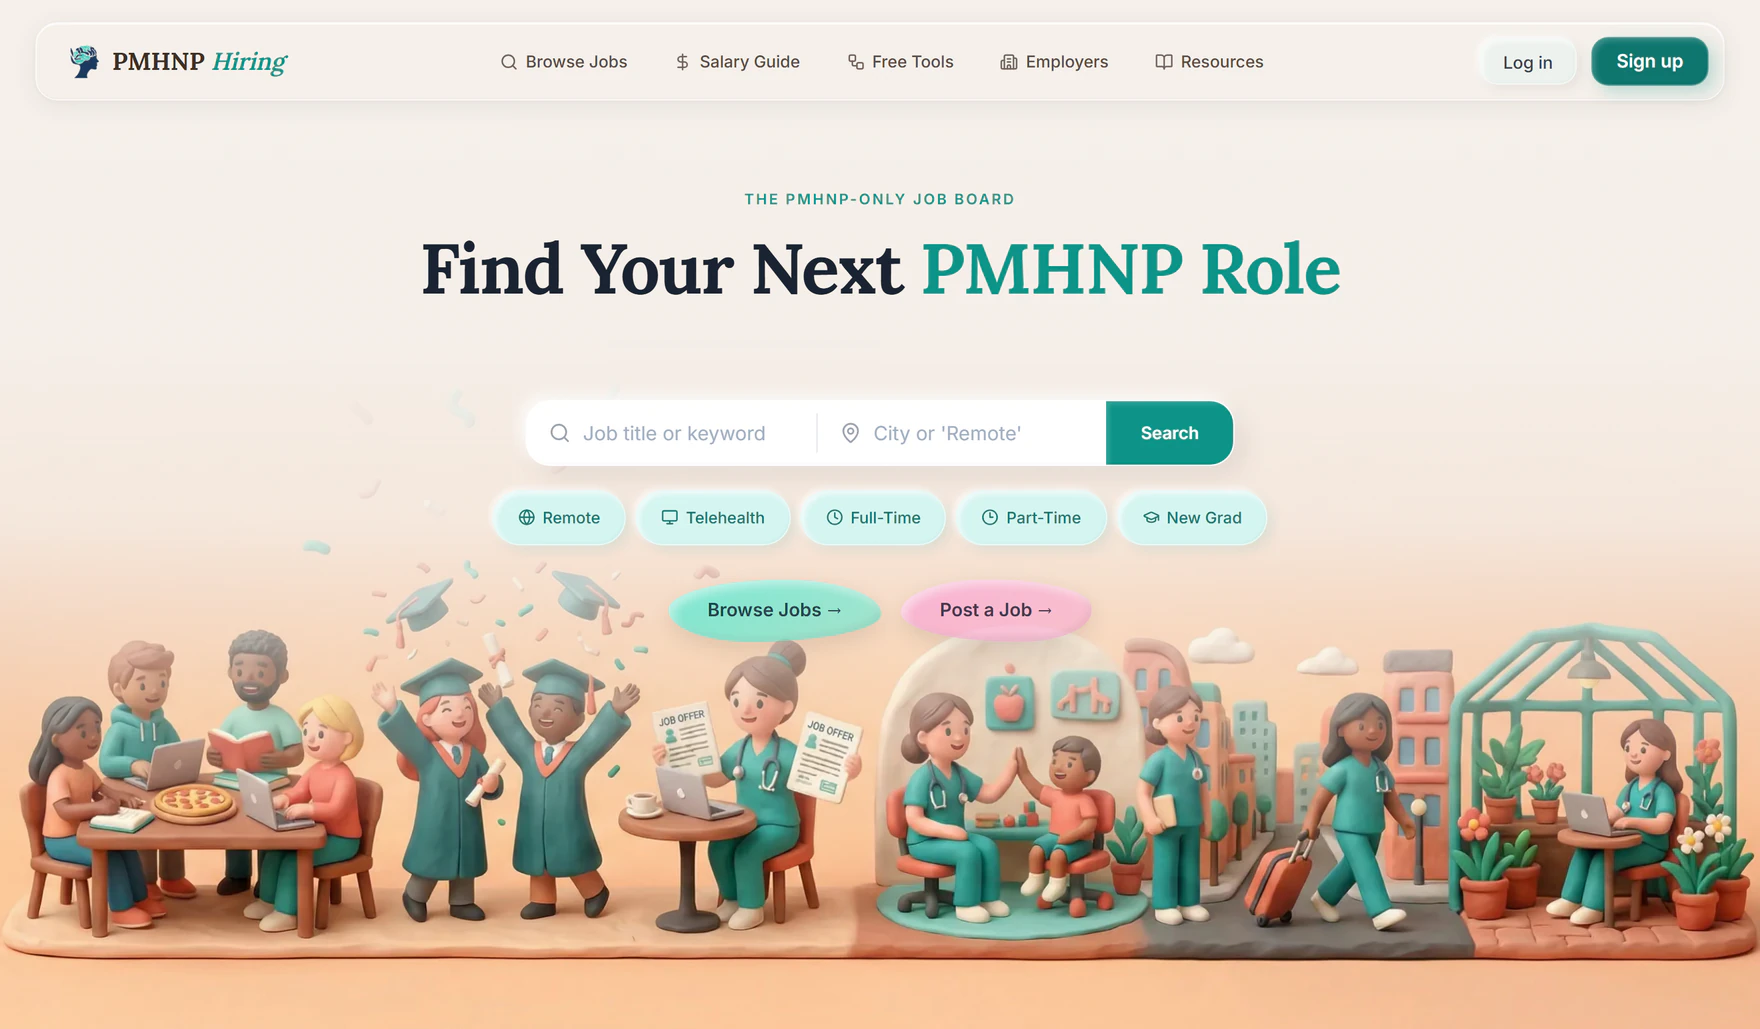 PMHNP Hiring
Browse Jobs
Salary Guide
Free Tools
Employers
Resources
Log in
Sign up
THE PMHNP-ONLY JOB BOARD
Find Your Next PMHNP Role
Job title or keyword
City or 'Remote'
Search
Remote
Telehealth
Full-Time
Part-Time
New Grad
Browse Jobs →
Post a Job →
JOB OFFER
JOB OFFER